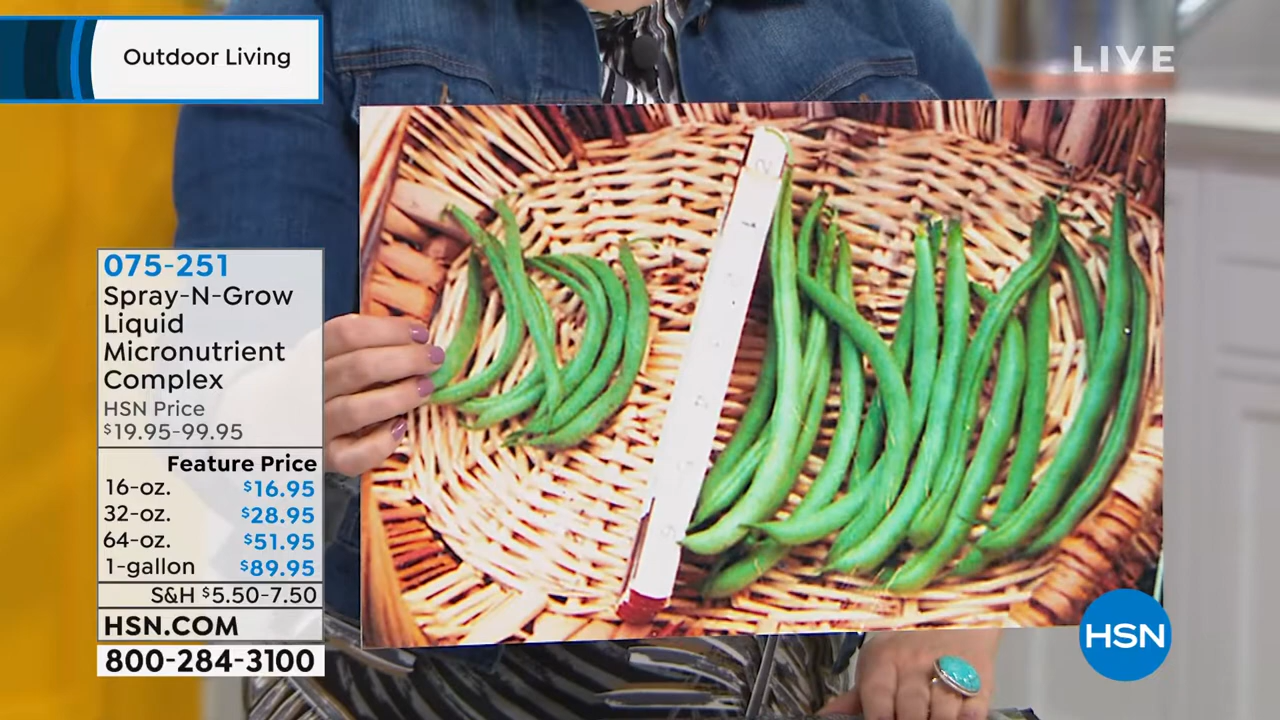 Outdoor Living
LIVE
075-251
Spray-N-Grow
Liquid
Micronutrient
Complex
HSN Price
$19.95-99.95
Feature Price
16-oz. $16.95
32-oz. $28.95
64-oz. $51.95
1-gallon $89.95
S&H $5.50-7.50
HSN.COM
800-284-3100
HSN